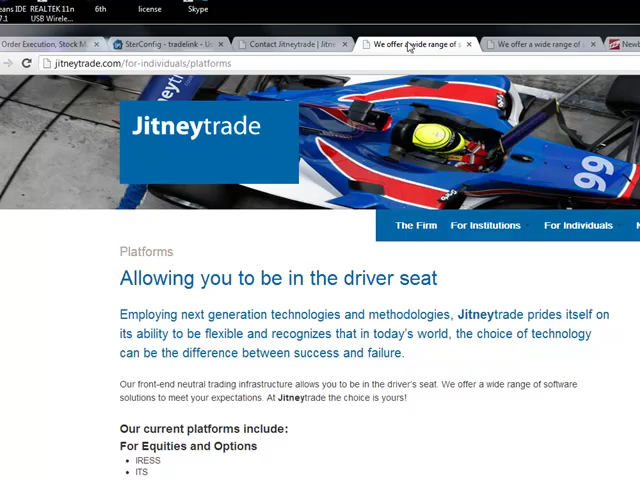 eans IDE
7.1
REALTEK 11n
USB Wirele...
6th
license
Skype
Order Execution, Stock M
SterConfig - tradelink - Us
Contact Jitneytrade | Jitne
We offer a wide range of s
We offer a wide range of
Newb
jitneytrade.com/for-individuals/platforms
Jitneytrade
99
The Firm
For Institutions
For Individuals
N
Platforms
Allowing you to be in the driver seat
Employing next generation technologies and methodologies, Jitneytrade prides itself on
its ability to be flexible and recognizes that in today's world, the choice of technology
can be the difference between success and failure.
Our front-end neutral trading infrastructure allows you to be in the driver's seat. We offer a wide range of software
solutions to meet your expectations. At Jitneytrade the choice is yours!
Our current platforms include:
For Equities and Options
• IRESS
• ITS